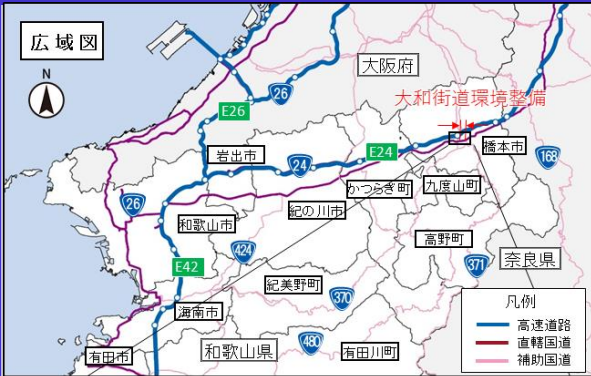 広域図
N
大阪府
26
大和街道環境整備
E26
岩出市
24
E24
橋本市
168
かつらぎ町
九度山町
26
和歌山市
紀の川市
高野町
424
371
奈良県
E42
紀美野町
370
海南市
480
有田市
和歌山県
有田川町
凡例
高速道路
直轄国道
補助国道